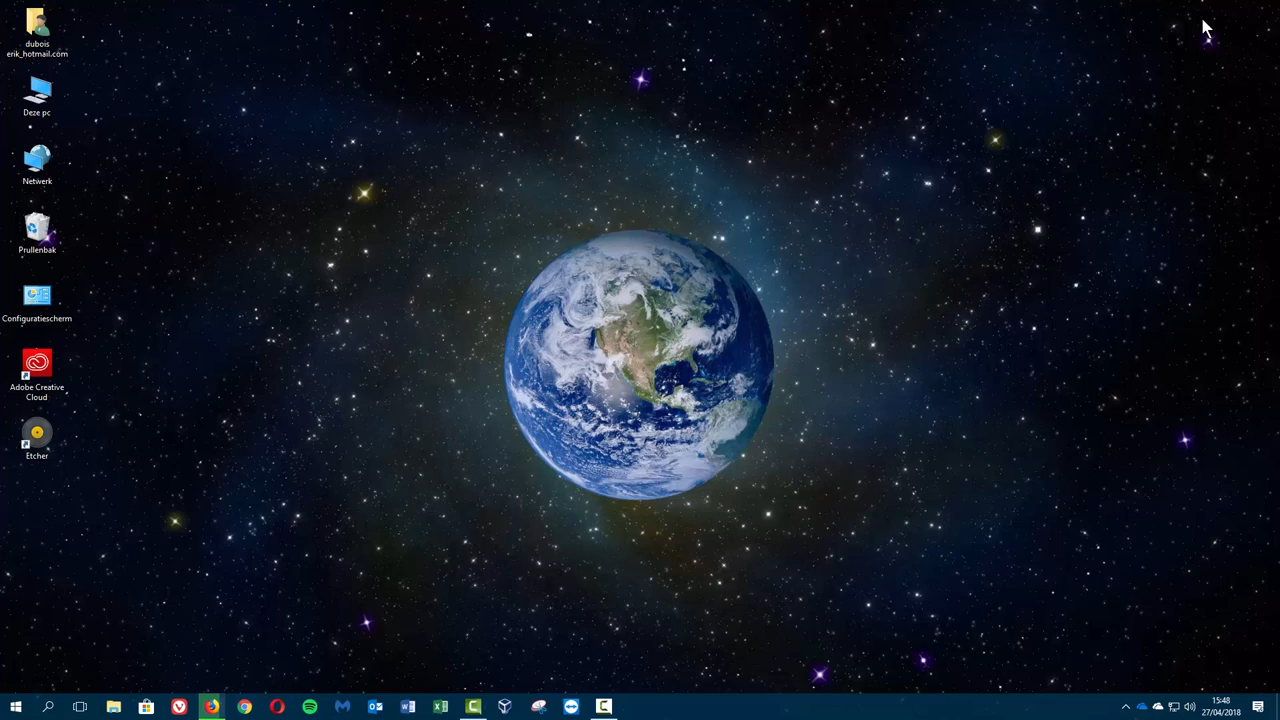 dubois
erik_hotmail.com
Deze pc
Netwerk
Prullenbak
Configuratiescherm
Adobe Creative
Cloud
Etcher
15:48
27/04/2018